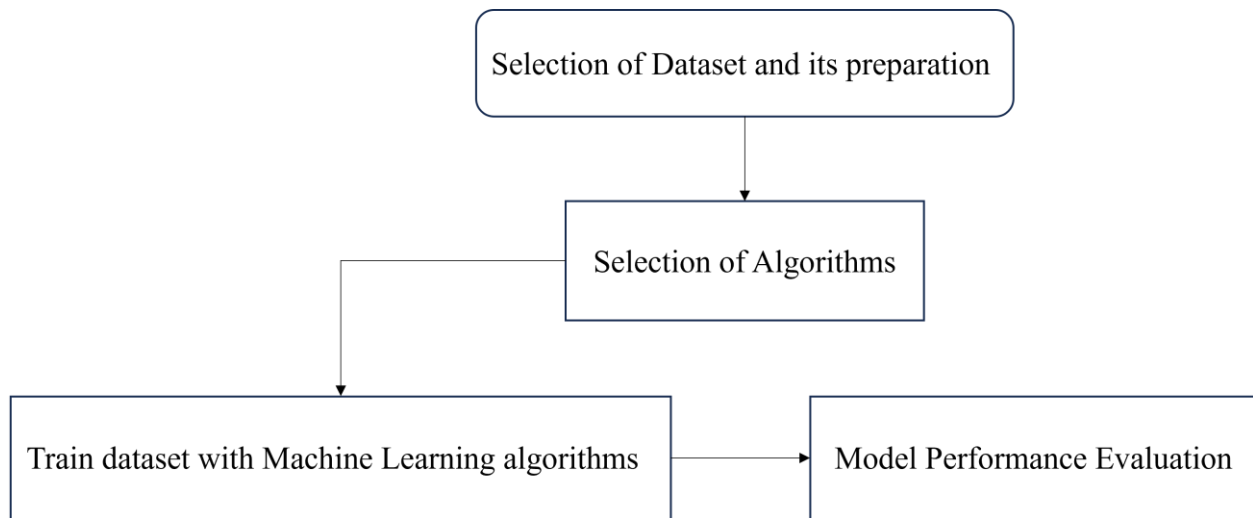 Selection of Dataset and its preparation
Selection of Algorithms
Train dataset with Machine Learning algorithms
Model Performance Evaluation